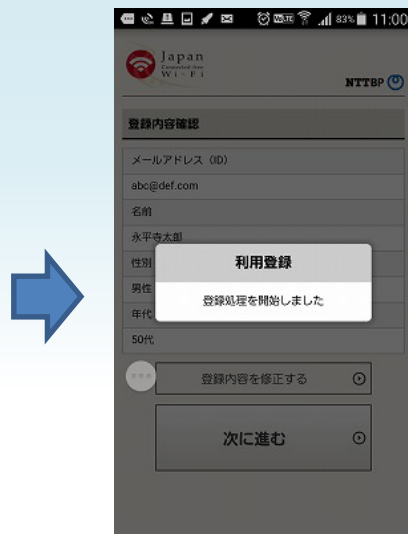 VoLTE 83% 11:00
Japan
Connected-free
Wi-Fi
NTTBP
登録内容確認
メールアドレス（ID）
abc@def.com
名前
永平寺太郎
性別
利用登録
男性
登録処理を開始しました
年代
50代
登録内容を修正する
次に進む